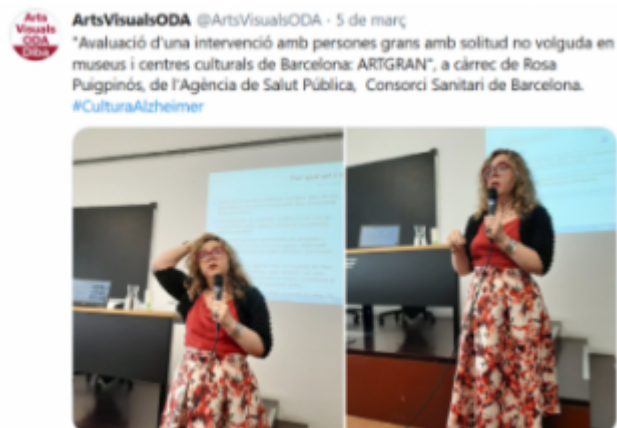 Arts
Visuals
ODA
Diba
ArtsVisualsODA @ArtsVisualsODA · 5 de març
"Avaluació d'una intervenció amb persones grans amb solitud no volguda en
museus i centres culturals de Barcelona: ARTGRAN", a càrrec de Rosa
Puigpinós, de l'Agència de Salut Pública, Consorci Sanitari de Barcelona.
#CulturaAlzheimer